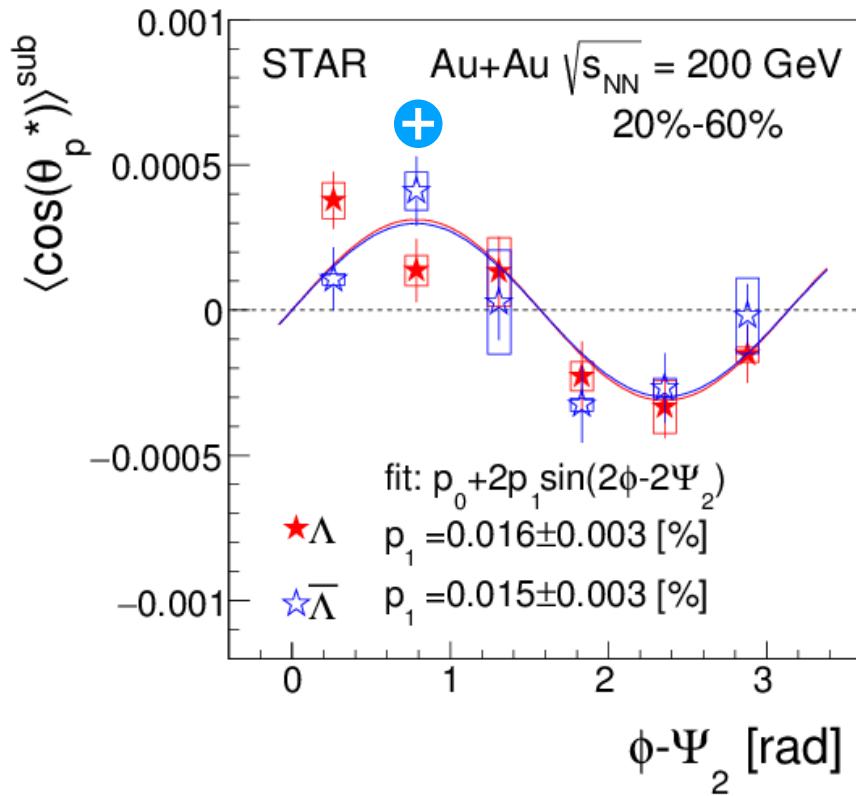 ⟨cos(θ_p*)⟩^sub
STAR Au+Au √s_NN = 200 GeV
20%-60%
0.001
0.0005
0
−0.0005
−0.001
fit: p_0+2p_1sin(2ϕ-2Ψ_2)
Λ p_1 =0.016±0.003 [%]
Λ̅ p_1 =0.015±0.003 [%]
0 1 2 3
ϕ-Ψ_2 [rad]